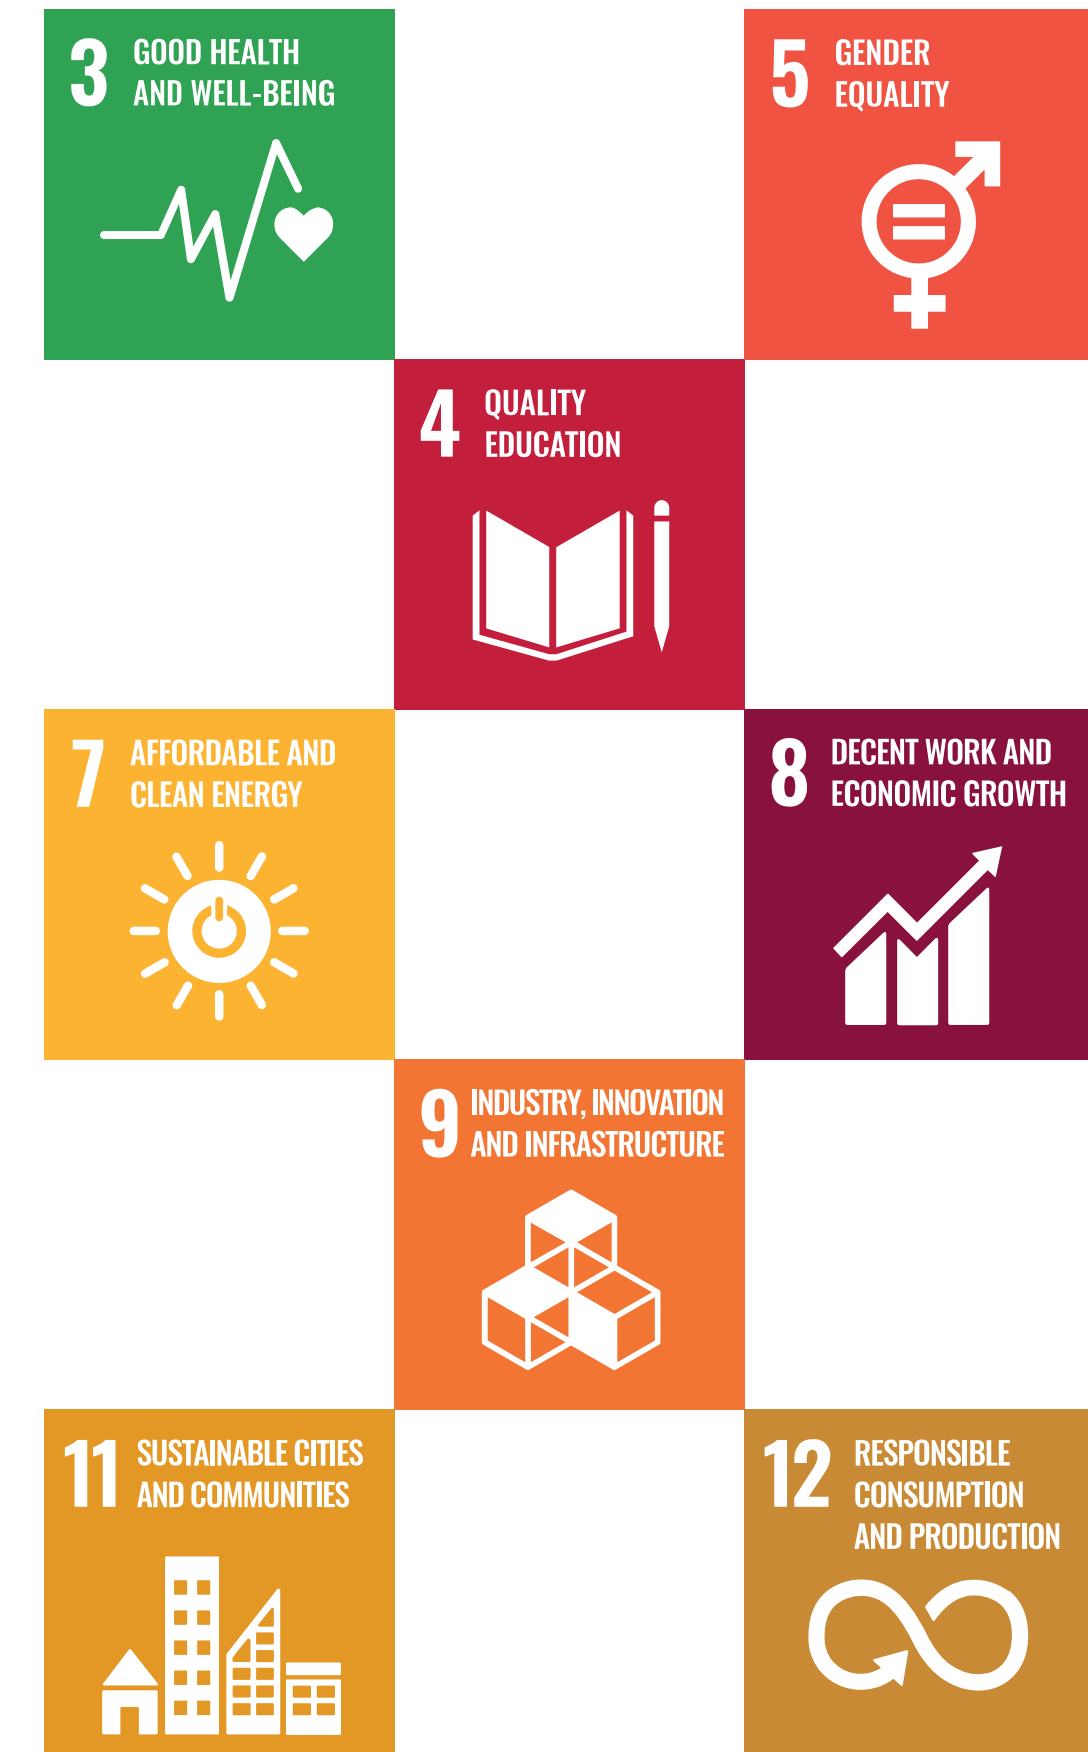 3
GOOD HEALTH
AND WELL-BEING
5
GENDER
EQUALITY
4
QUALITY
EDUCATION
7
AFFORDABLE AND
CLEAN ENERGY
8
DECENT WORK AND
ECONOMIC GROWTH
9
INDUSTRY, INNOVATION
AND INFRASTRUCTURE
11
SUSTAINABLE CITIES
AND COMMUNITIES
12
RESPONSIBLE
CONSUMPTION
AND PRODUCTION